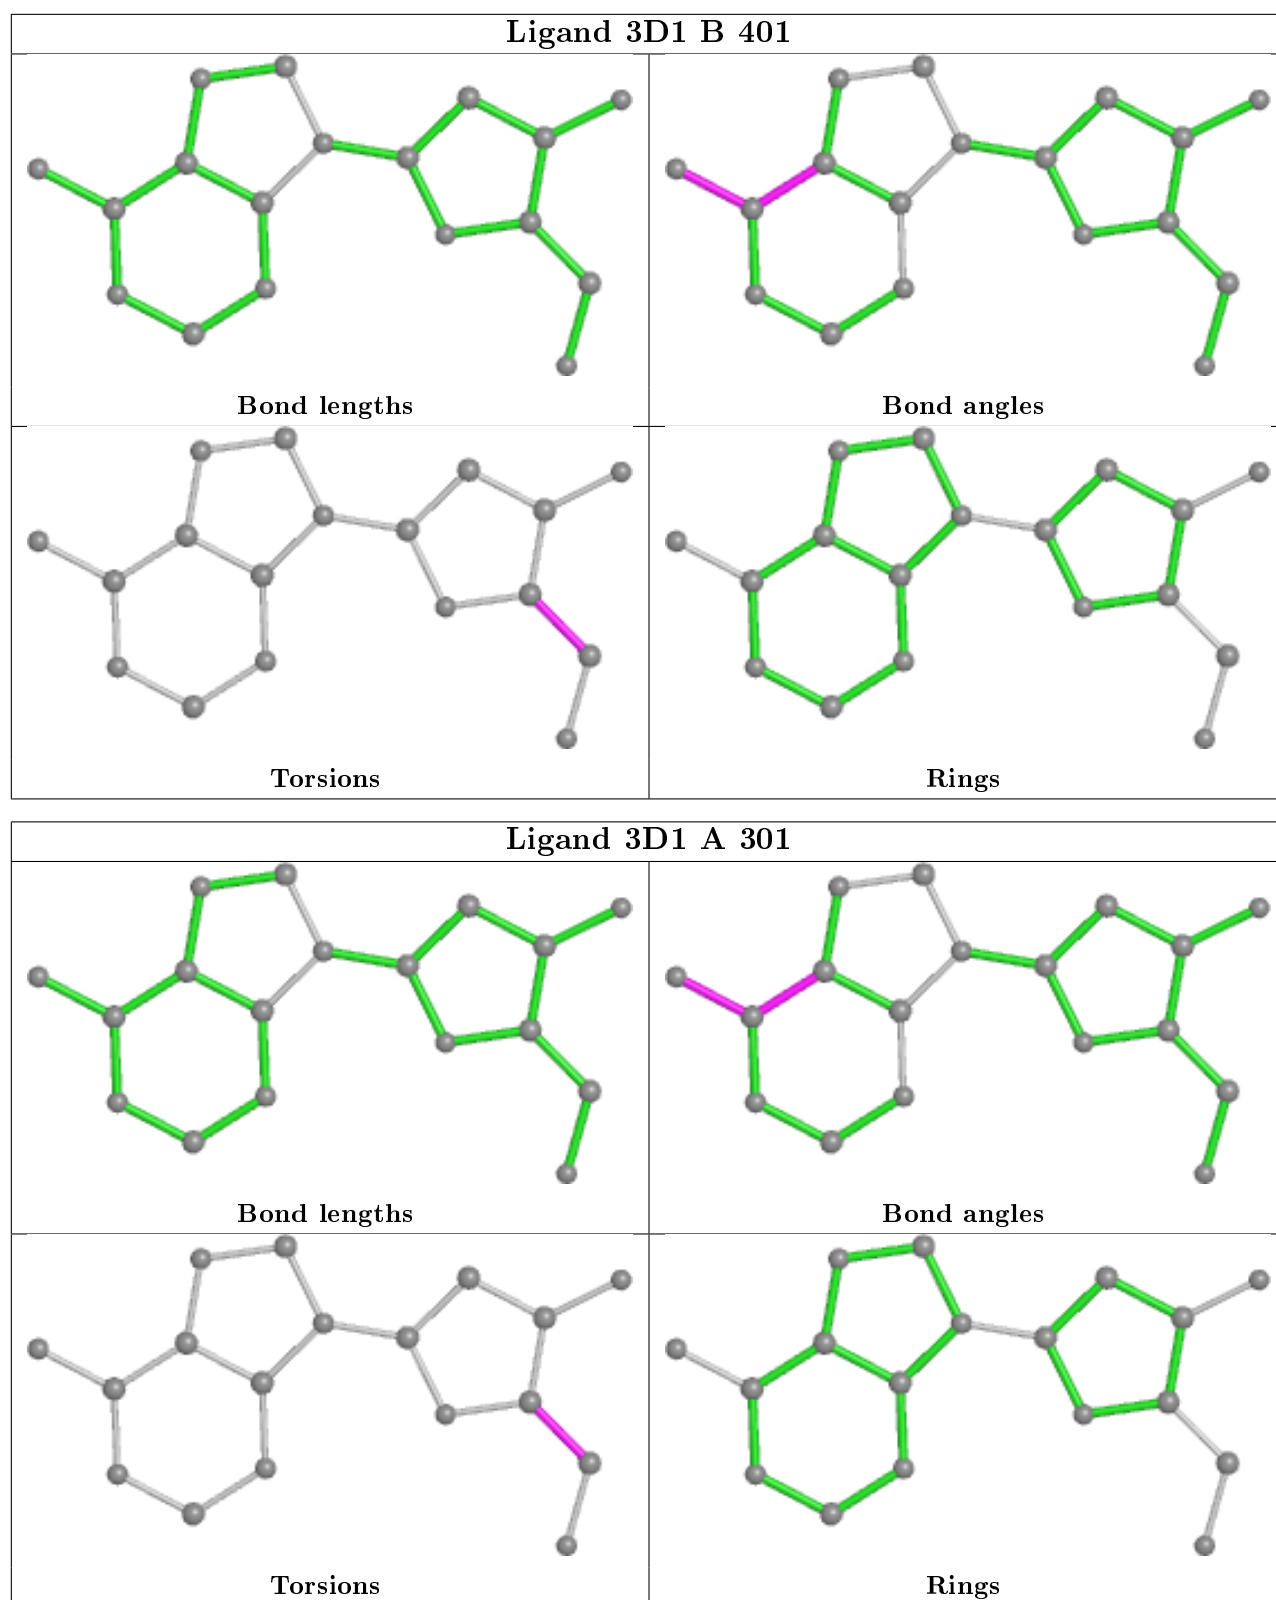 Ligand 3D1 B 401
Bond lengths
Bond angles
Torsions
Rings
Ligand 3D1 A 301
Bond lengths
Bond angles
Torsions
Rings